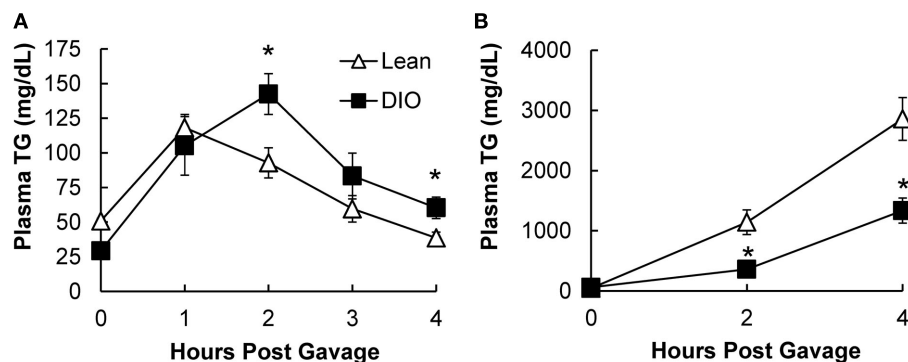 A
Plasma TG (mg/dL)
175
150
125
100
75
50
25
0
0 1 2 3 4
Hours Post Gavage
*
*
Lean
DIO
B
Plasma TG (mg/dL)
4000
3000
2000
1000
0
0 2 4
Hours Post Gavage
*
*